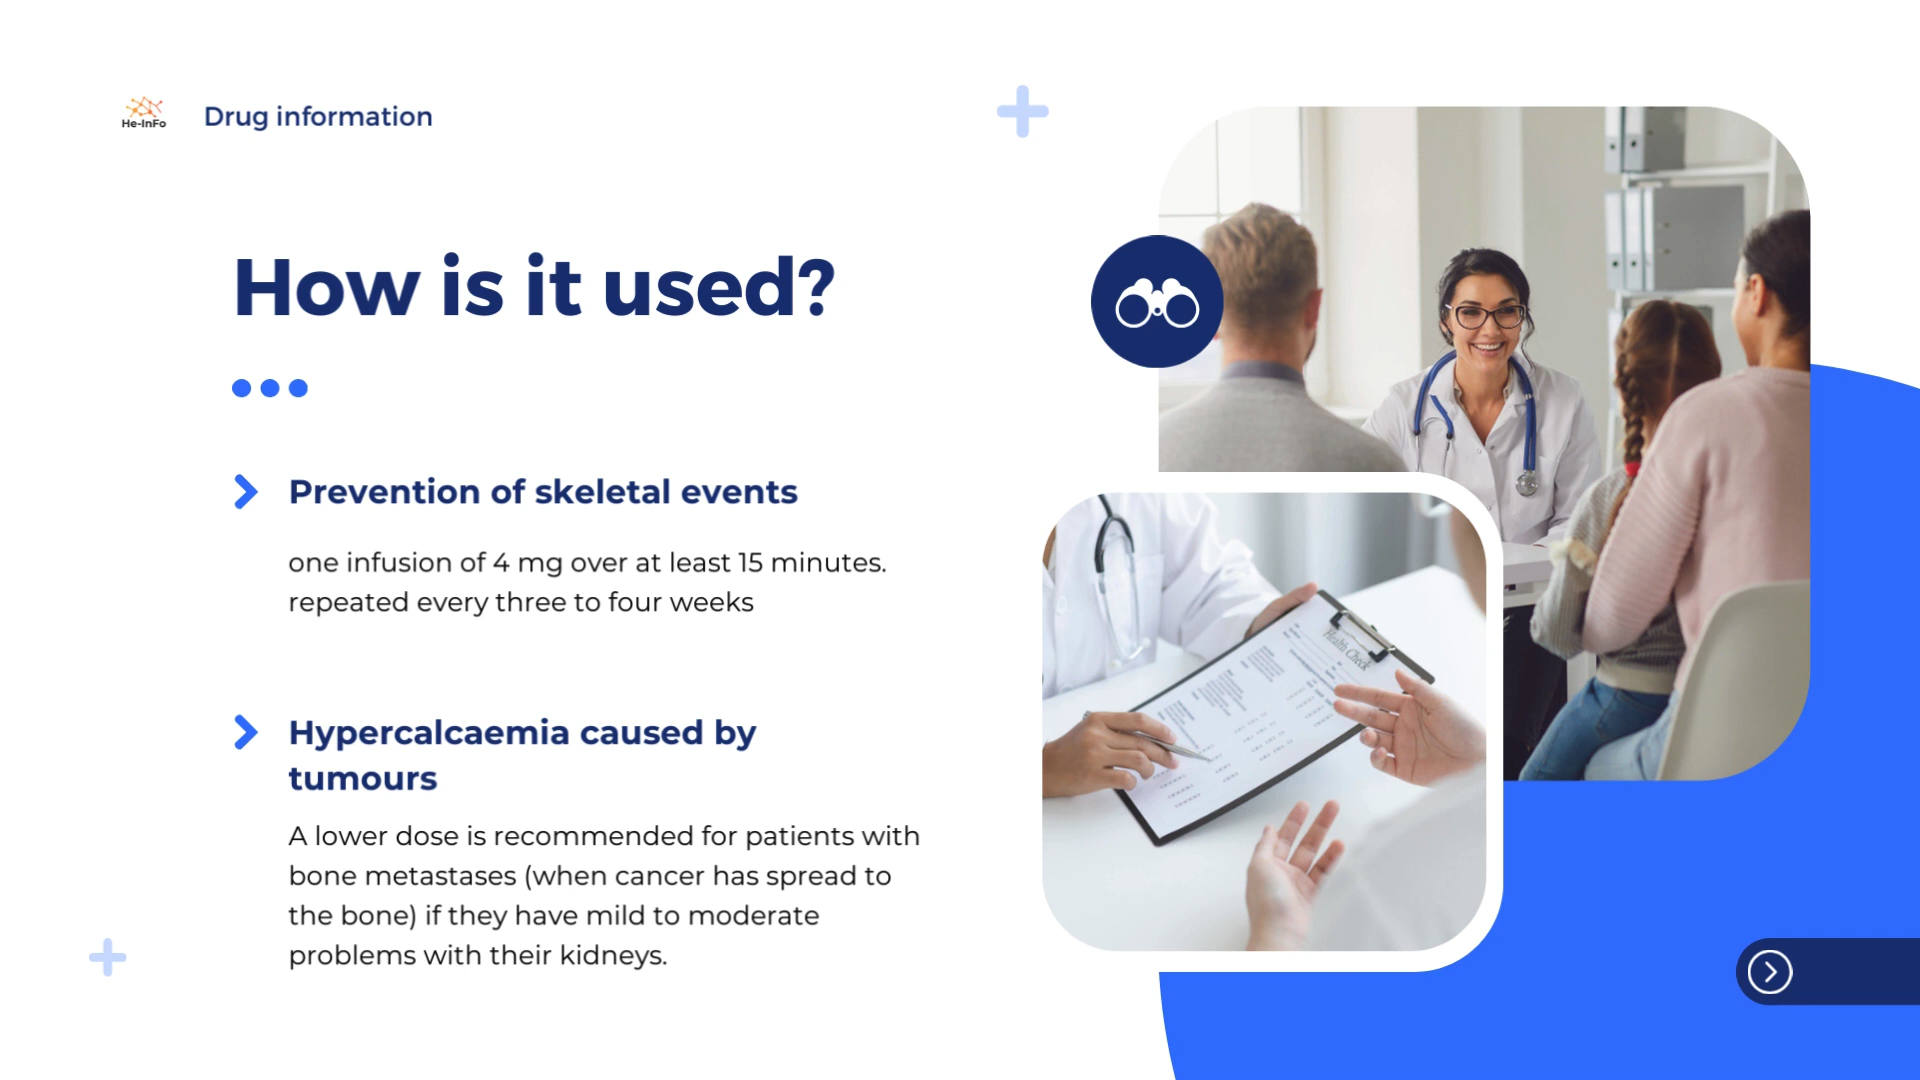 He-InFo
Drug information
How is it used?
Prevention of skeletal events
one infusion of 4 mg over at least 15 minutes.
repeated every three to four weeks
Hypercalcaemia caused by
tumours
A lower dose is recommended for patients with
bone metastases (when cancer has spread to
the bone) if they have mild to moderate
problems with their kidneys.
Health Check